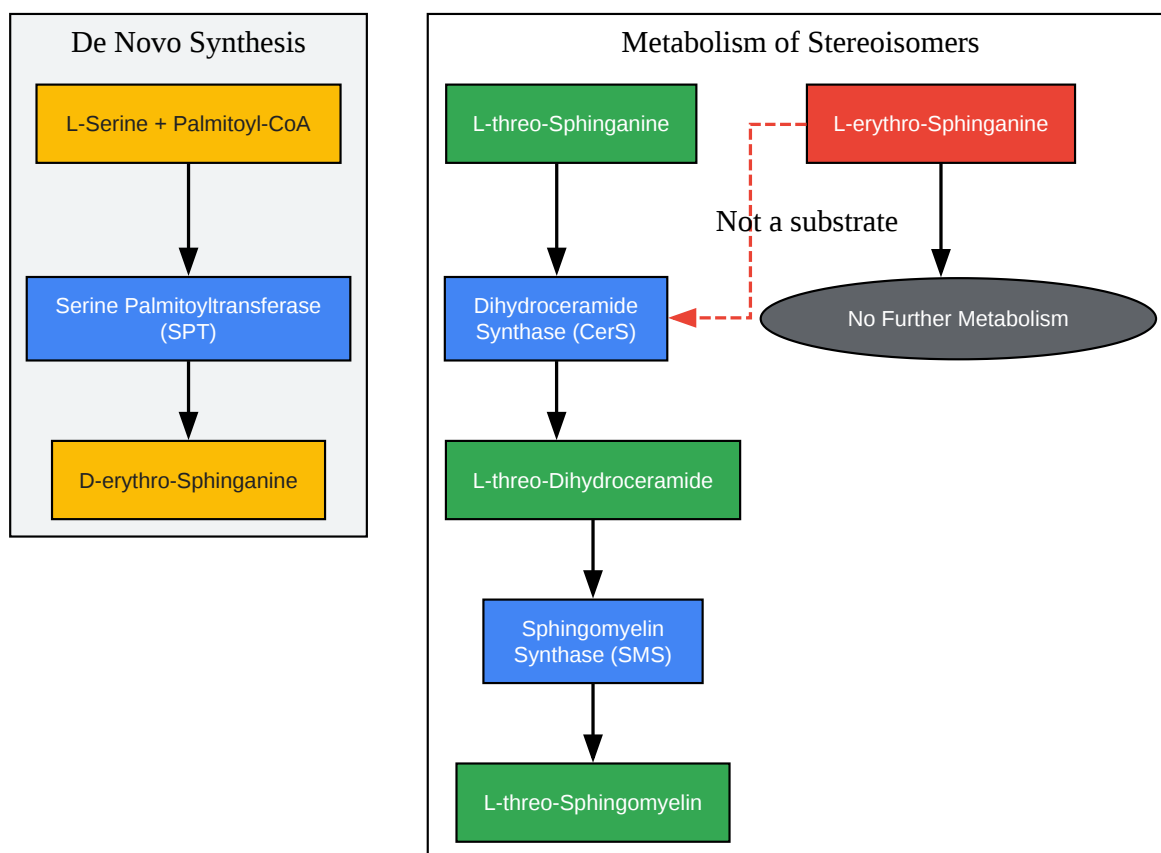 De Novo Synthesis
L-Serine + Palmitoyl-CoA
Serine Palmitoyltransferase
(SPT)
D-erythro-Sphinganine
Metabolism of Stereoisomers
L-threo-Sphinganine
L-erythro-Sphinganine
Not a substrate
Dihydroceramide
Synthase (CerS)
No Further Metabolism
L-threo-Dihydroceramide
Sphingomyelin
Synthase (SMS)
L-threo-Sphingomyelin